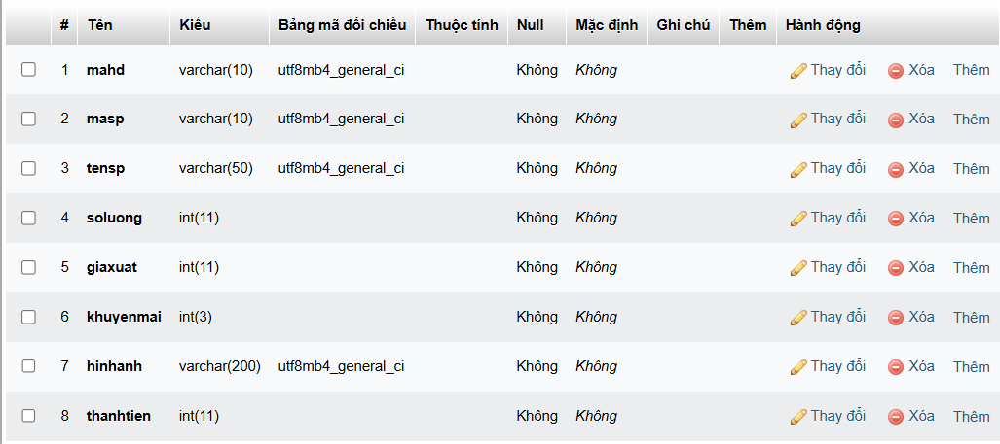 # Tên Kiểu Bảng mã đối chiếu Thuộc tính Null Mặc định Ghi chú Thêm Hành động
1 mahd varchar(10) utf8mb4_general_ci Không Không Thay đổi Xóa Thêm
2 masp varchar(10) utf8mb4_general_ci Không Không Thay đổi Xóa Thêm
3 tensp varchar(50) utf8mb4_general_ci Không Không Thay đổi Xóa Thêm
4 soluong int(11) Không Không Thay đổi Xóa Thêm
5 giaxuat int(11) Không Không Thay đổi Xóa Thêm
6 khuyenmai int(3) Không Không Thay đổi Xóa Thêm
7 hinhanh varchar(200) utf8mb4_general_ci Không Không Thay đổi Xóa Thêm
8 thanhtien int(11) Không Không Thay đổi Xóa Thêm